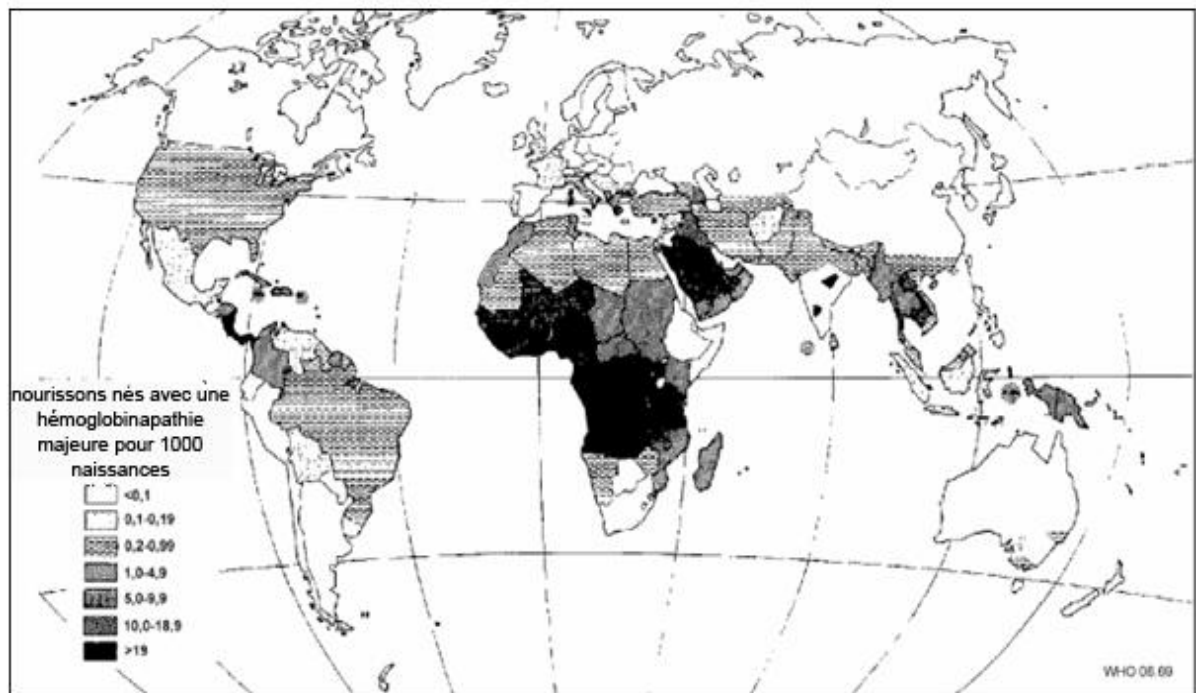 nourissons nés avec une
hémoglobinapathie
majeure pour 1000
naissances
<0,1
0,1-0,19
0,2-0,99
1,0-4,9
5,0-9,9
10,0-18,9
>19
WHO 08.69